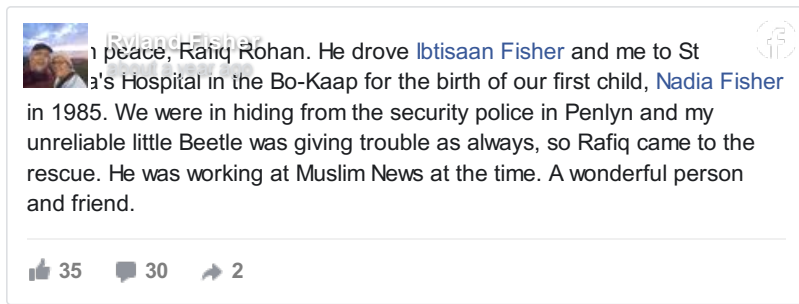 Ryland Fisher
about a year ago
n peace, Rafiq Rohan. He drove Ibtisaan Fisher and me to St
a's Hospital in the Bo-Kaap for the birth of our first child, Nadia Fisher
in 1985. We were in hiding from the security police in Penlyn and my
unreliable little Beetle was giving trouble as always, so Rafiq came to the
rescue. He was working at Muslim News at the time. A wonderful person
and friend.
35 30 2